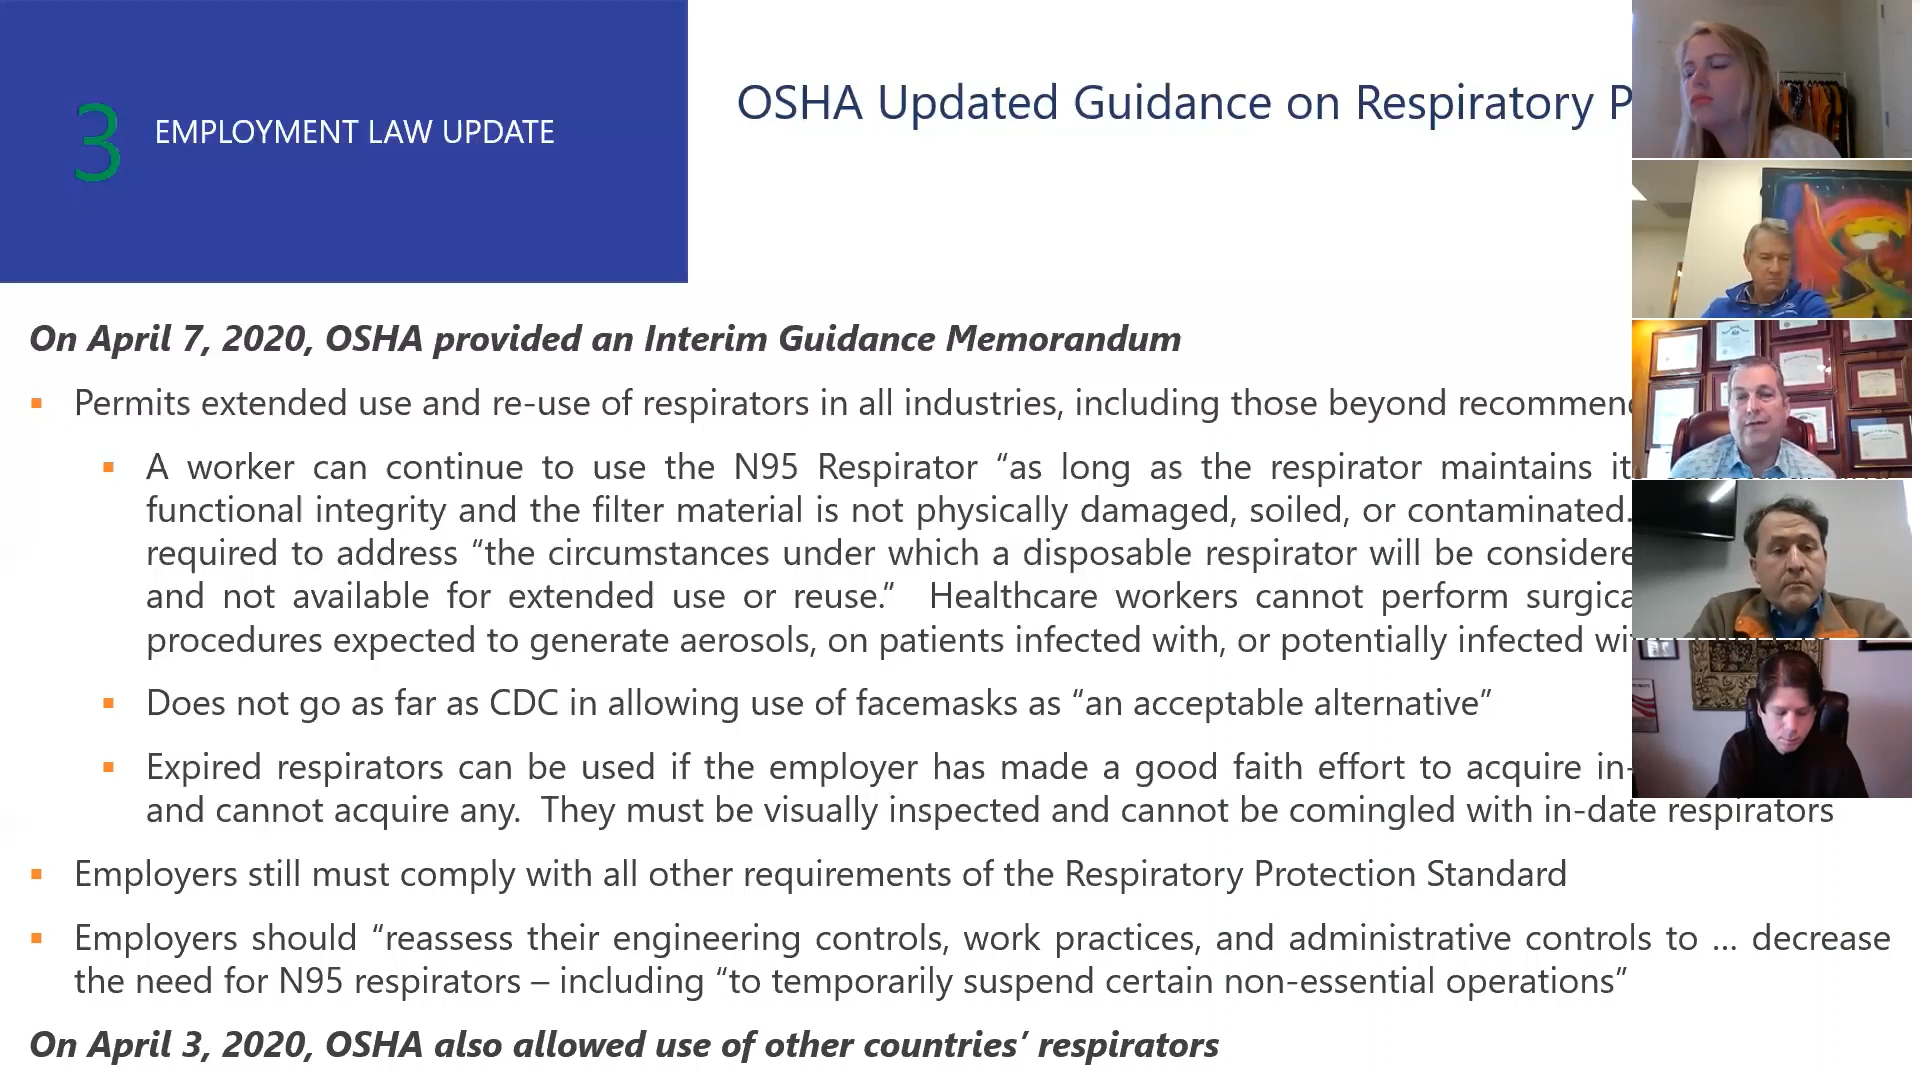 3
EMPLOYMENT LAW UPDATE
OSHA Updated Guidance on Respiratory P
On April 7, 2020, OSHA provided an Interim Guidance Memorandum
▪ Permits extended use and re-use of respirators in all industries, including those beyond
▪ A worker can continue to use the N95 Respirator “as long as the respirator maintains
functional integrity and the filter material is not physically damaged, soiled, or contaminated.
required to address “the circumstances under which a disposable respirator will be
and not available for extended use or reuse.” Healthcare workers cannot perform
procedures expected to generate aerosols, on patients infected with, or potentially infected
▪ Does not go as far as CDC in allowing use of facemasks as “an acceptable alternative”
▪ Expired respirators can be used if the employer has made a good faith effort to acquire in-
and cannot acquire any. They must be visually inspected and cannot be comingled with in-date respirators
▪ Employers still must comply with all other requirements of the Respiratory Protection Standard
▪ Employers should “reassess their engineering controls, work practices, and administrative controls to … decrease
the need for N95 respirators – including “to temporarily suspend certain non-essential operations”
On April 3, 2020, OSHA also allowed use of other countries’ respirators